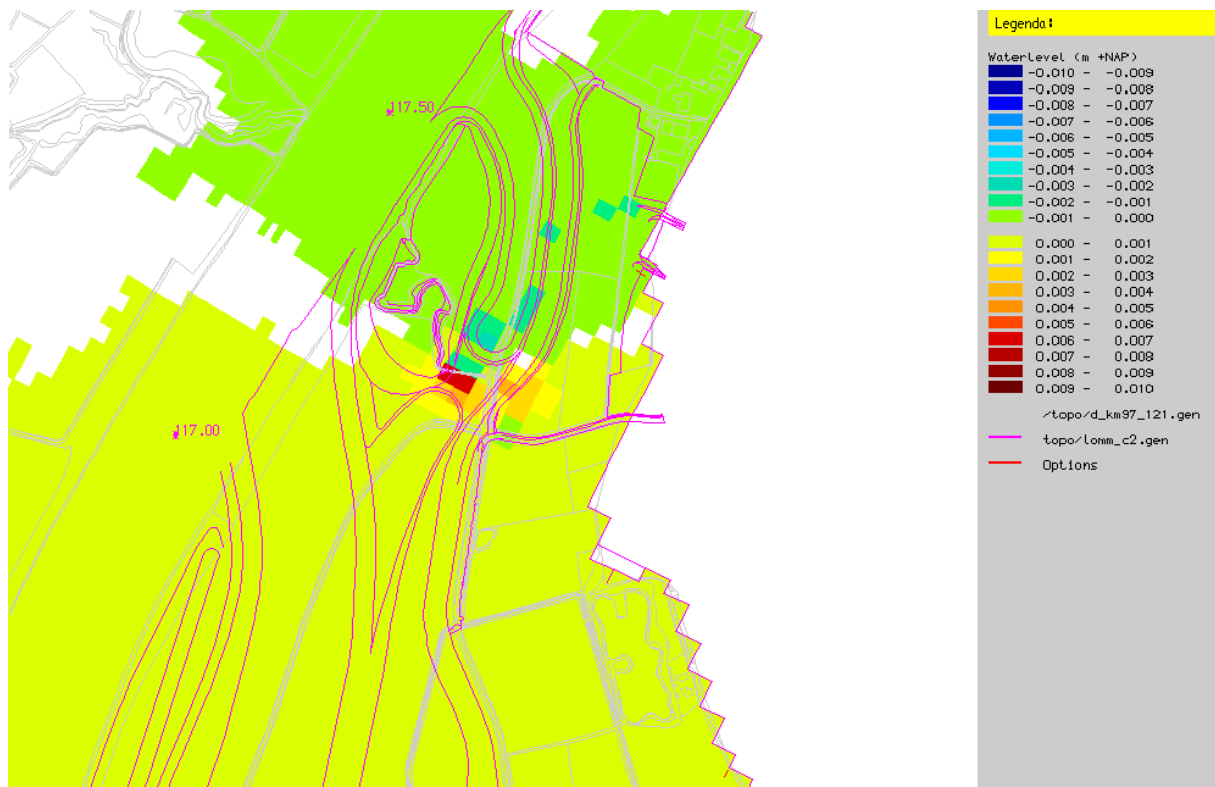 117.50
117.00
Legenda:
WaterLevel (m +NAP)
-0.010 - -0.009
-0.009 - -0.008
-0.008 - -0.007
-0.007 - -0.006
-0.006 - -0.005
-0.005 - -0.004
-0.004 - -0.003
-0.003 - -0.002
-0.002 - -0.001
-0.001 - 0.000
0.000 - 0.001
0.001 - 0.002
0.002 - 0.003
0.003 - 0.004
0.004 - 0.005
0.005 - 0.006
0.006 - 0.007
0.007 - 0.008
0.008 - 0.009
0.009 - 0.010
/topo/d_km97_121.gen
topo/lomm_c2.gen
Options